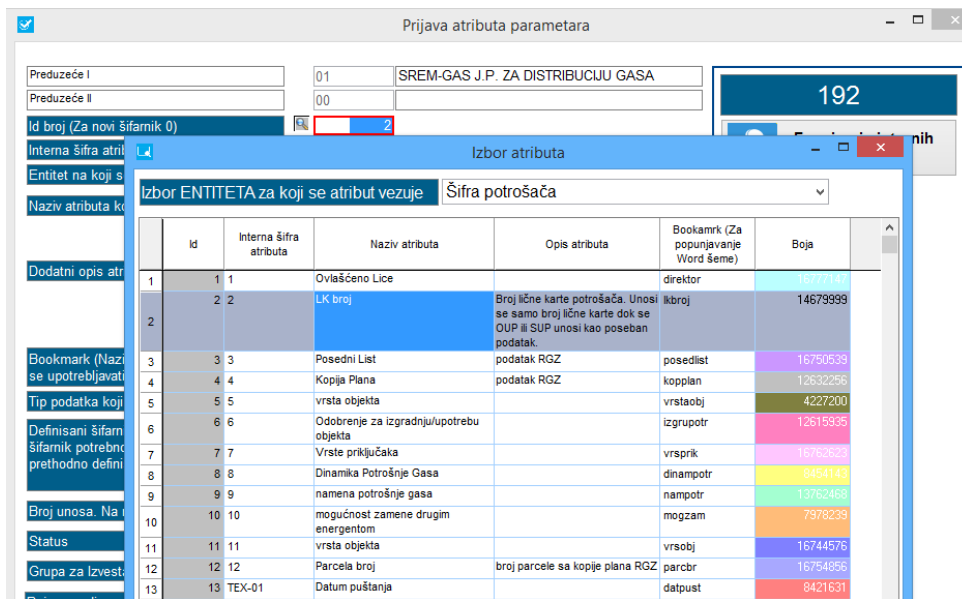 Prijava atributa parametara
Preduzeće I 01 SREM-GAS J.P. ZA DISTRIBUCIJU GASA
Preduzeće II 00
192
Id broj (Za novi šifarnik 0) 2
Interna šifra
Entitet na koji
Naziv atributa
Dodatni opis
Bookmark
se upotrebljavati
Tip podatka koji
Definisani
šifarnik potrebno
prethodno
Broj unosa. Na
Status
Grupa za
Izbor atributa
Izbor ENTITETA za koji se atribut vezuje Šifra potrošača
Id Interna šifra atributa Naziv atributa Opis atributa Bookamrk (Za popunjavanje Word šeme) Boja
1 1 1 Ovlašćeno Lice direktor 16777147
2 2 2 LK broj Broj lične karte potrošača. Unosi se samo broj lične karte dok se OUP ili SUP unosi kao poseban podatak. lkbroj 14679999
3 3 3 Posedni List podatak RGZ posedlist 16750539
4 4 4 Kopija Plana podatak RGZ kopplan 12632256
5 5 5 vrsta objekta vrstaobj 4227200
6 6 6 Odobrenje za izgradnju/upotrebu objekta izgrupotr 12615935
7 7 7 Vrste priključaka vrsprik 16762623
8 8 8 Dinamika Potrošnje Gasa dinampotr
9 9 9 namena potrošnje gasa nampotr
10 10 10 mogućnost zamene drugim energentom mogzam 7978239
11 11 11 vrsta objekta vrsobj 16744576
12 12 12 Parcela broj broj parcele sa kopije plana RGZ parcbr 16754856
13 13 TEX-01 Datum puštanja datpust 8421631